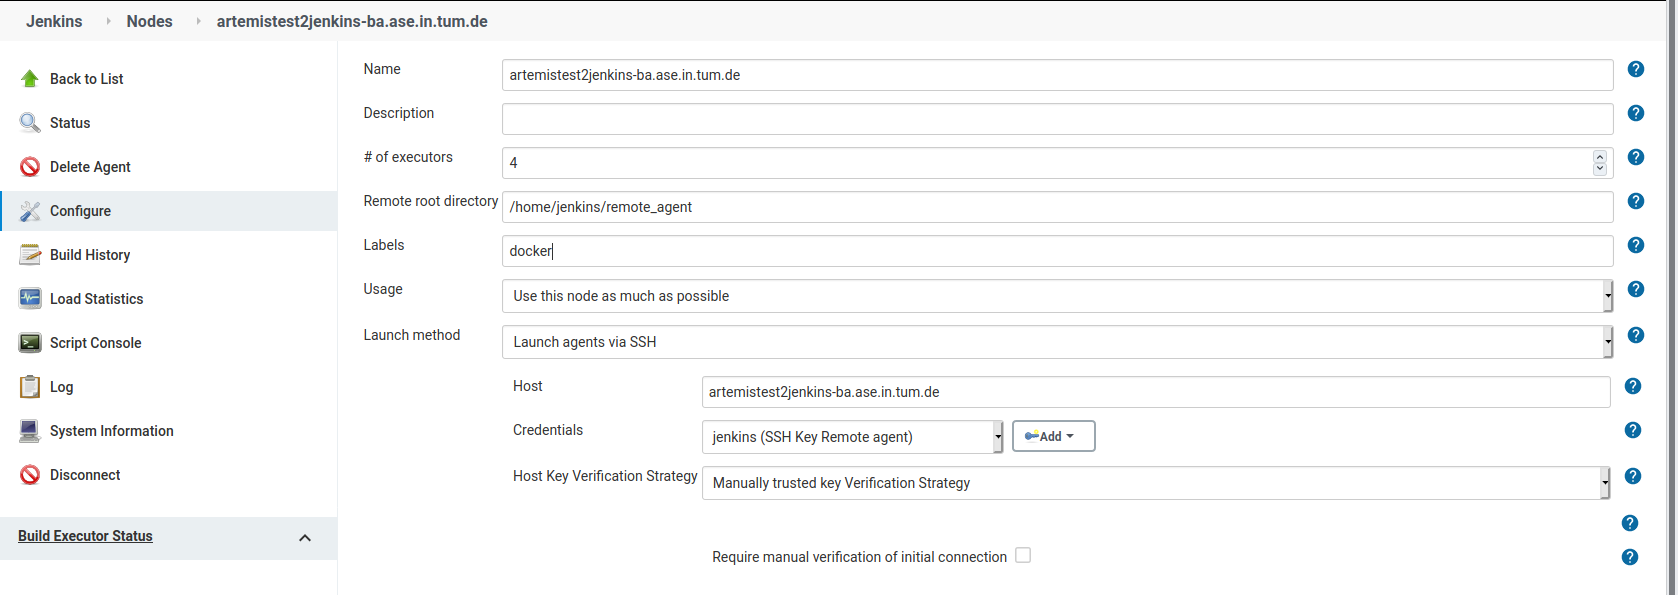 Jenkins Nodes artemistest2jenkins-ba.ase.in.tum.de
Back to List
Status
Delete Agent
Configure
Build History
Load Statistics
Script Console
Log
System Information
Disconnect
Build Executor Status
Name artemistest2jenkins-ba.ase.in.tum.de ?
Description ?
# of executors 4 ?
Remote root directory /home/jenkins/remote_agent ?
Labels docker ?
Usage Use this node as much as possible ?
Launch method Launch agents via SSH ?
Host artemistest2jenkins-ba.ase.in.tum.de ?
Credentials jenkins (SSH Key Remote agent) Add ?
Host Key Verification Strategy Manually trusted key Verification Strategy ?
?
Require manual verification of initial connection ?